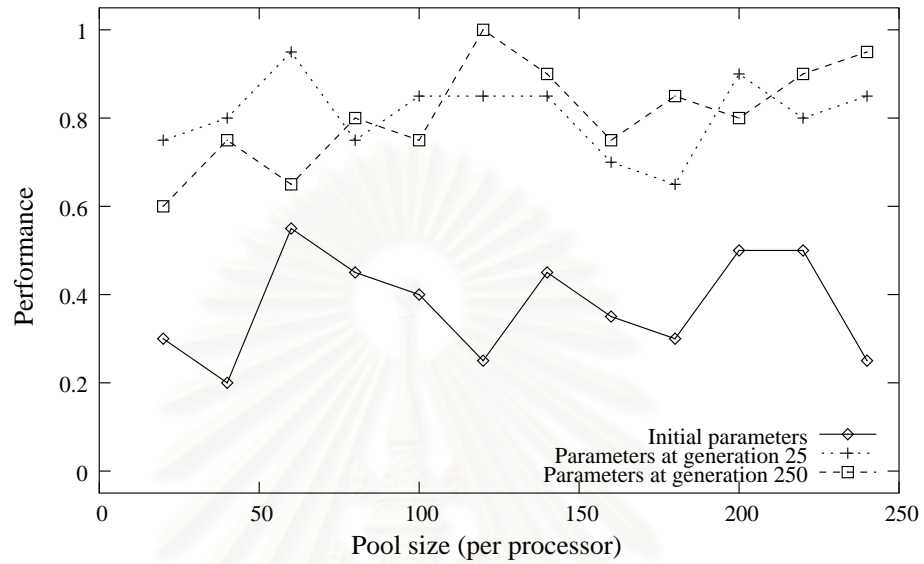 1
0.8
0.6
0.4
0.2
0
Performance
Initial parameters
Parameters at generation 25
Parameters at generation 250
0 50 100 150 200 250
Pool size (per processor)